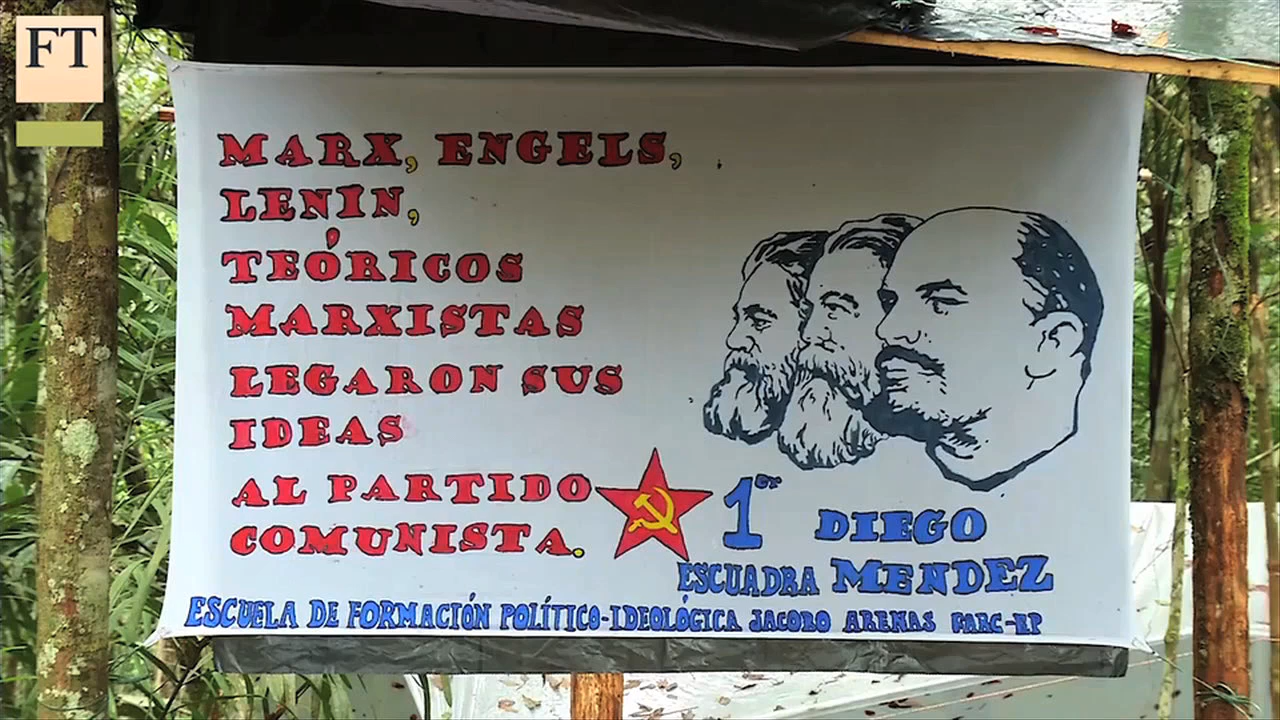 FT
MARX, ENGELS,
LENIN,
TEÓRICOS
MARXISTAS
LEGARON SUS
IDEAS
AL PARTIDO
COMUNISTA.
1er DIEGO
ESCUADRA MENDEZ
ESCUELA DE FORMACIÓN POLÍTICO-IDEOLÓGICA JACOBO ARENAS FARC-EP